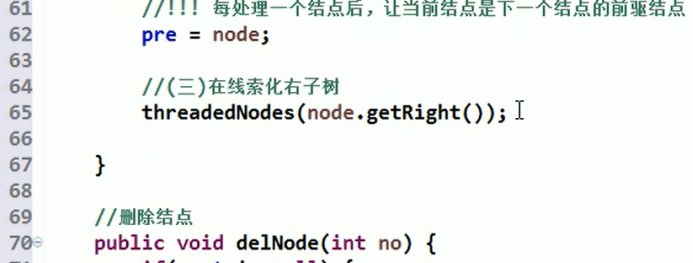 61 //!!! 每处理一个结点后，让当前结点是下一个结点的前驱结点
62 pre = node;
63
64 //(三)在线索化右子树
65 threadedNodes(node.getRight());
66
67 }
68
69 //删除结点
70 public void delNode(int no) {